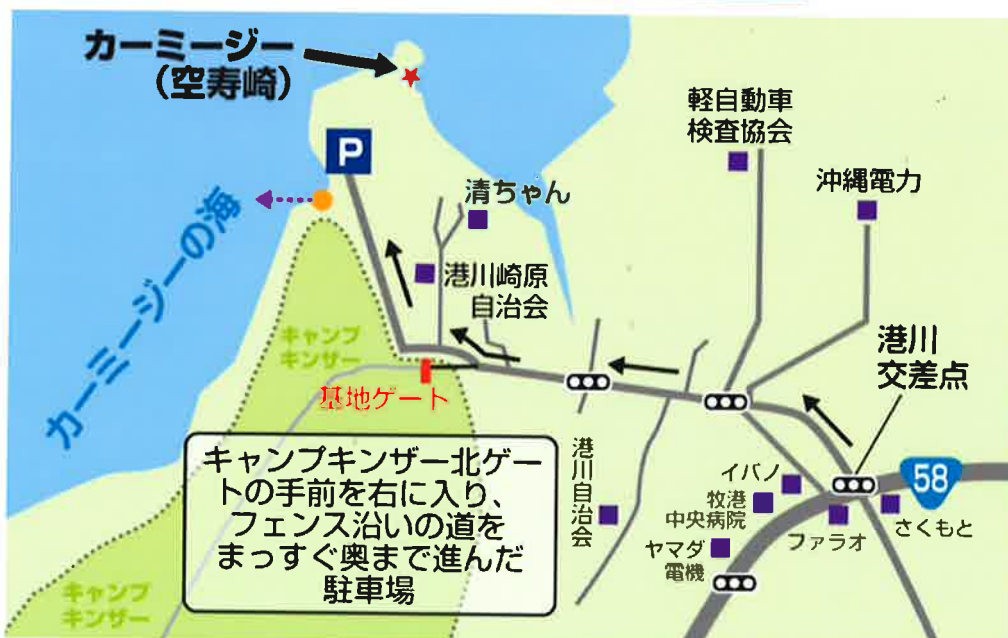 カーミージー
(空寿崎)
P
軽自動車
検査協会
沖縄電力
清ちゃん
カーミージーの海
港川崎原
自治会
キャンプ
キンザー
基地ゲート
港川
交差点
キャンプキンザー北ゲー
トの手前を右に入り、
フェンス沿いの道を
まっすぐ奥まで進んだ
駐車場
港川自治会
イバノ
牧港
中央病院
ヤマダ
電機
ファラオ
さくもと
58
キャンプ
キンザー